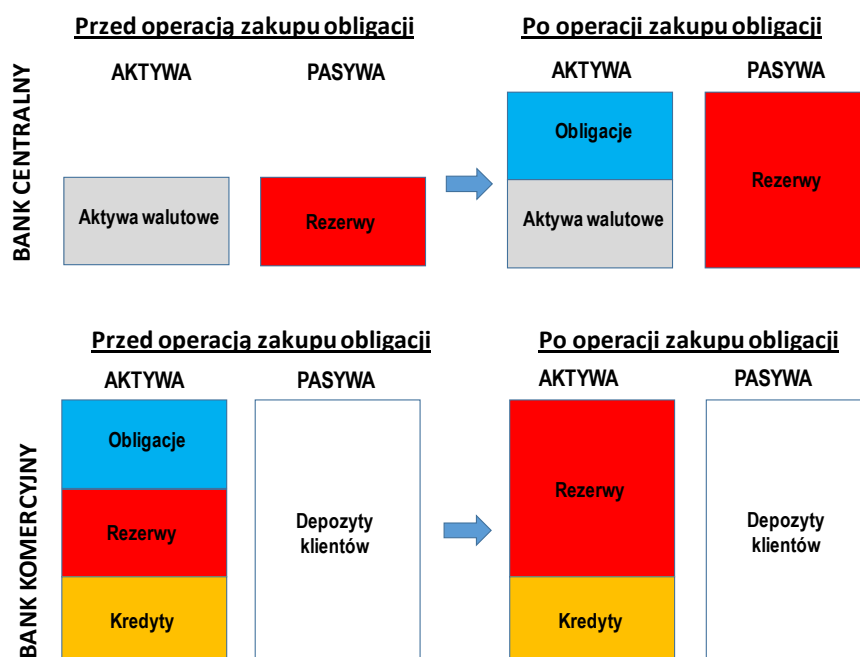 Przed operacją zakupu obligacji
Po operacji zakupu obligacji
BANK CENTRALNY
AKTYWA
PASYWA
AKTYWA
PASYWA
Aktywa walutowe
Rezerwy
Obligacje
Aktywa walutowe
Rezerwy
Przed operacją zakupu obligacji
Po operacji zakupu obligacji
BANK KOMERCYJNY
AKTYWA
PASYWA
AKTYWA
PASYWA
Obligacje
Rezerwy
Kredyty
Depozyty
klientów
Rezerwy
Kredyty
Depozyty
klientów